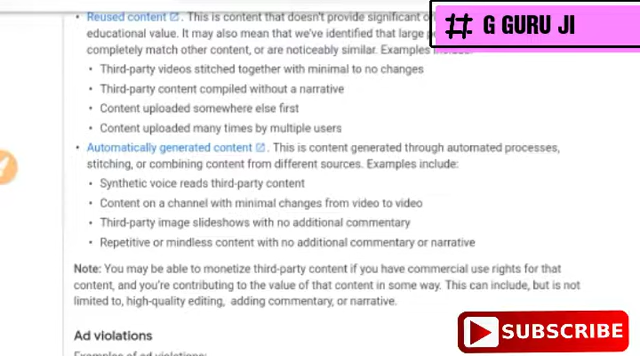 # G GURU JI
Reused content. This is content that doesn't provide significant
educational value. It may also mean that we've identified that large
completely match other content, or are noticeably similar. Examples
Third-party videos stitched together with minimal to no changes
Third-party content compiled without a narrative
Content uploaded somewhere else first
Content uploaded many times by multiple users
Automatically generated content. This is content generated through automated processes,
stitching, or combining content from different sources. Examples include:
Synthetic voice reads third-party content
Content on a channel with minimal changes from video to video
Third-party image slideshows with no additional commentary
Repetitive or mindless content with no additional commentary or narrative
Note: You may be able to monetize third-party content if you have commercial use rights for that
content, and you're contributing to the value of that content in some way. This can include, but is not
limited to, high-quality editing, adding commentary, or narrative.
Ad violations
Examples of ad violations:
SUBSCRIBE